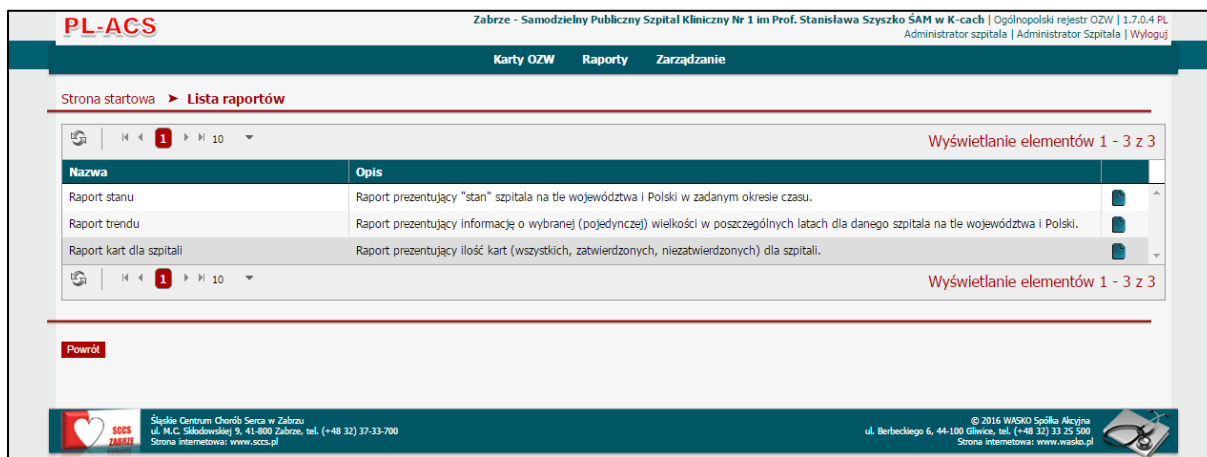 PL-ACS
Zabrze - Samodzielny Publiczny Szpital Kliniczny Nr 1 im Prof. Stanisława Szyszko ŚAM w K-cach | Ogólnopolski rejestr OZW | 1.7.0.4 PL
Administrator szpitala | Administrator Szpitala | Wyloguj
Karty OZW Raporty Zarządzanie
Strona startowa ➤ Lista raportów
1 10 Wyświetlanie elementów 1 - 3 z 3
Nazwa Opis
Raport stanu Raport prezentujący "stan" szpitala na tle województwa i Polski w zadanym okresie czasu.
Raport trendu Raport prezentujący informację o wybranej (pojedynczej) wielkości w poszczególnych latach dla danego szpitala na tle województwa i Polski.
Raport kart dla szpitali Raport prezentujący ilość kart (wszystkich, zatwierdzonych, niezatwierdzonych) dla szpitali.
1 10 Wyświetlanie elementów 1 - 3 z 3
Powrót
SCCS
ZABRZE
Śląskie Centrum Chorób Serca w Zabrzu
ul. M.C. Skłodowskiej 9, 41-800 Zabrze, tel. (+48 32) 37-33-700
Strona internetowa: www.sccs.pl
© 2016 WASKO Spółka Akcyjna
ul. Berbeckiego 6, 44-100 Gliwice, tel. (+48 32) 33 25 500
Strona internetowa: www.wasko.pl